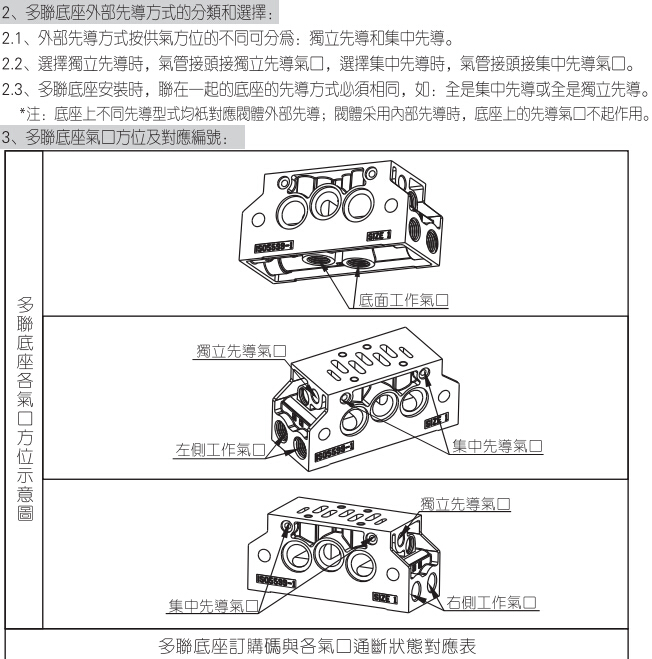 2、多聯底座外部先導方式的分類和選擇:
2.1、外部先導方式按供氣方位的不同可分為：獨立先導和集中先導。
2.2、選擇獨立先導時，氣管接頭接獨立先導氣口，選擇集中先導時，氣管接頭接集中先導氣口。
2.3、多聯底座安裝時，聯在一起的底座的先導方式必須相同，如：全是集中先導或全是獨立先導。
*注：底座上不同先導型式均衹對應閥體外部先導；閥體采用內部先導時，底座上的先導氣口不起作用。
3、多聯底座氣口方位及對應編號:
多聯底座各氣口方位示意圖
ISO5599-1
SIZE 1
底面工作氣口
獨立先導氣口
左側工作氣口
ISO5599-1
SIZE 1
集中先導氣口
獨立先導氣口
ISO5599-1
SIZE 1
集中先導氣口
右側工作氣口
多聯底座訂購碼與各氣口通斷狀態對應表